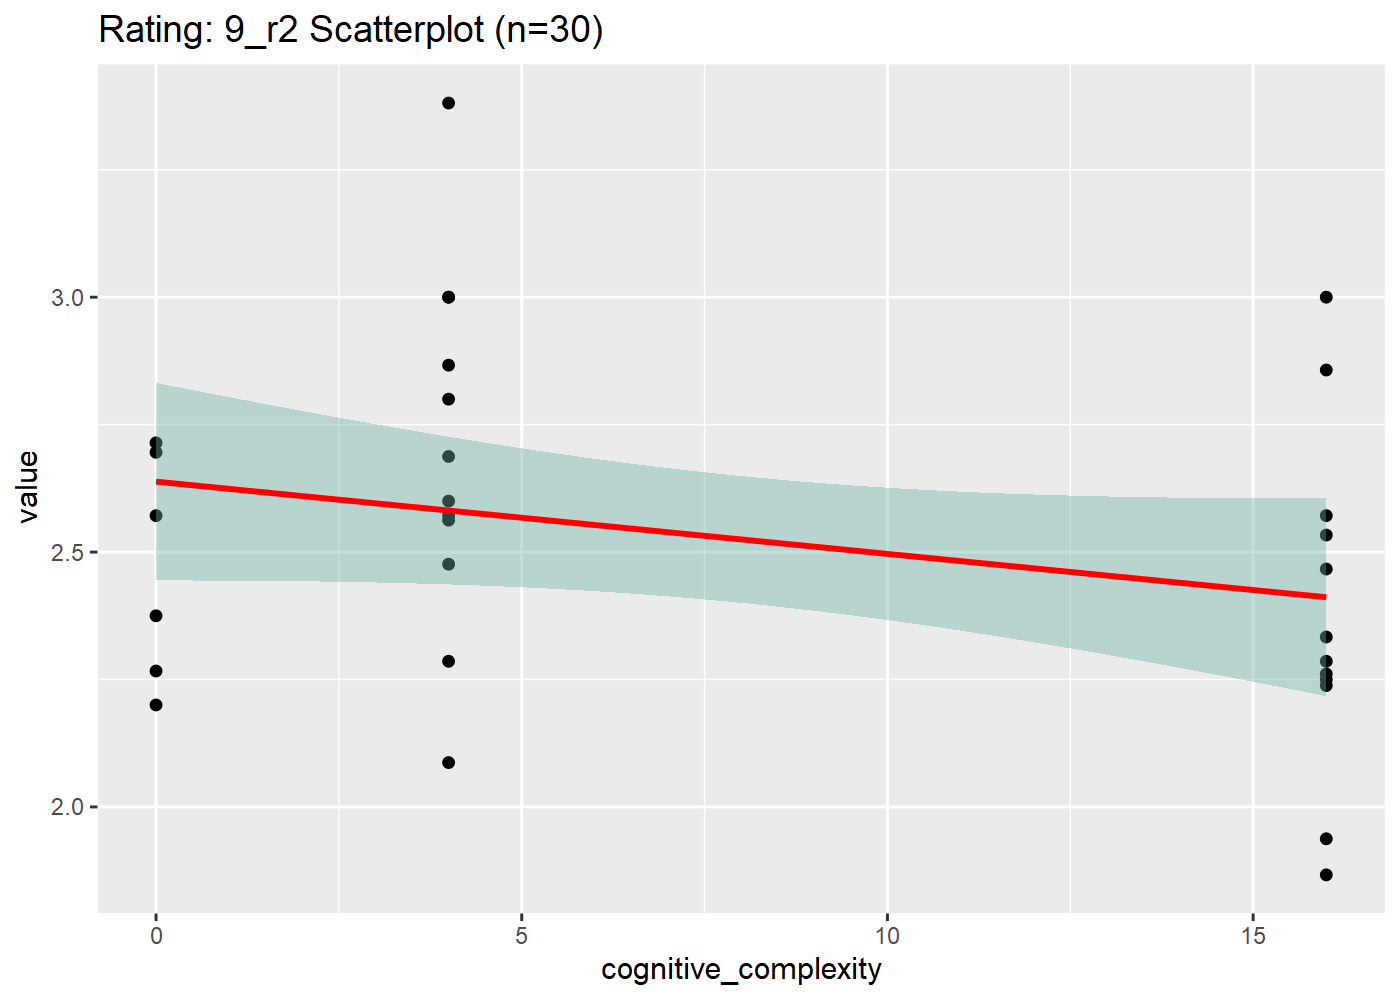 Rating: 9_r2 Scatterplot (n=30)
value
3.0
2.5
2.0
0 5 10 15
cognitive_complexity